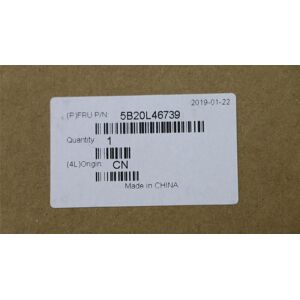 2019-01-22
(P)FRU P/N: 5B20L46739
Quantity: 1
(4L)Origin: CN
Made in CHINA